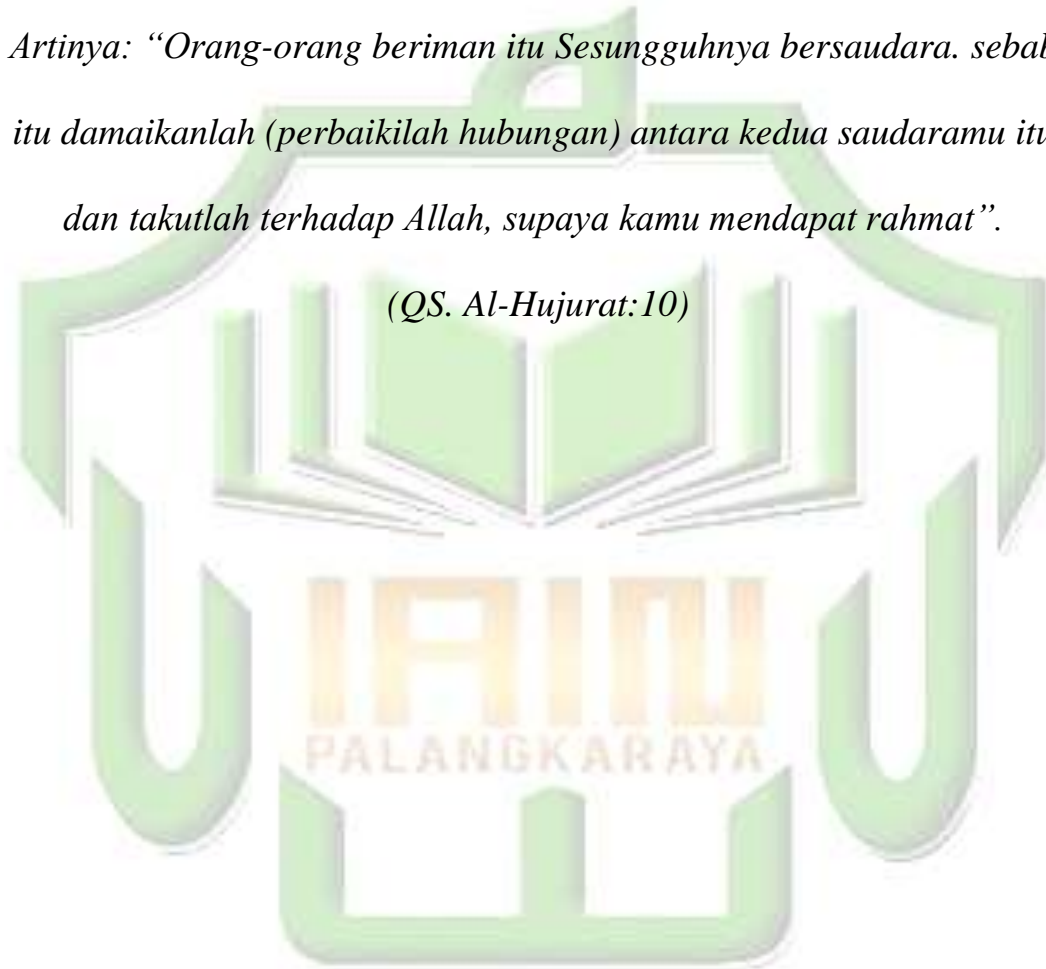 Artinya: “Orang-orang beriman itu Sesungguhnya bersaudara. sebab
itu damaikanlah (perbaikilah hubungan) antara kedua saudaramu itu
dan takutlah terhadap Allah, supaya kamu mendapat rahmat”.
(QS. Al-Hujurat:10)
IAIN
PALANGKARAYA